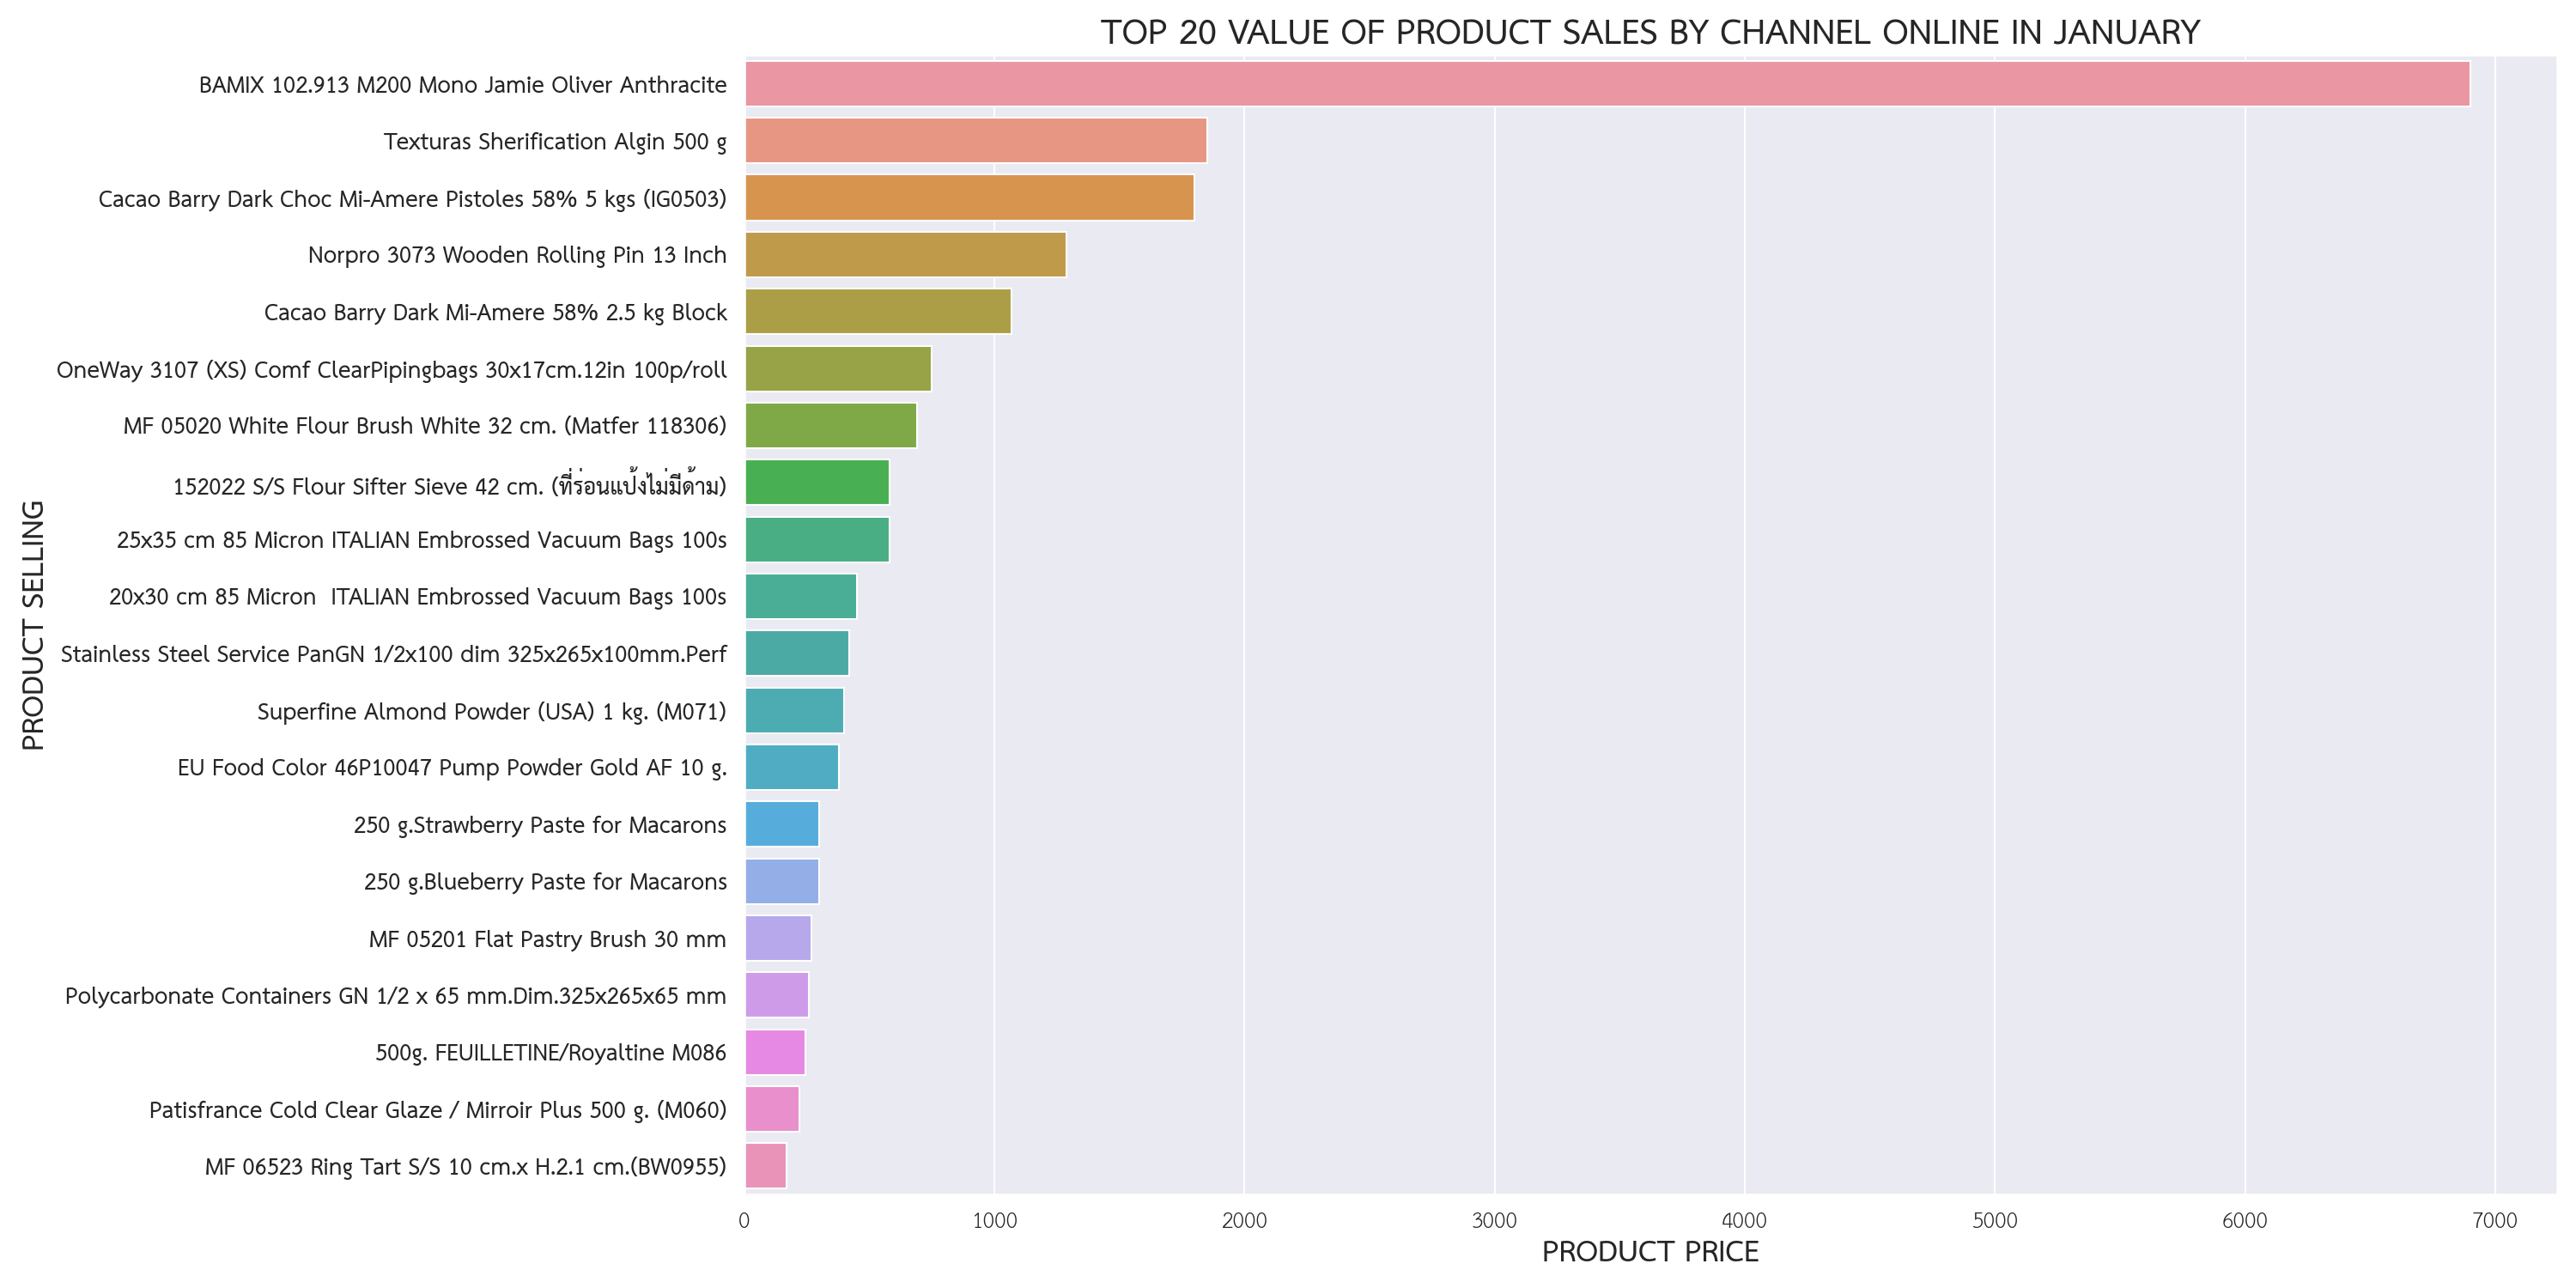 TOP 20 VALUE OF PRODUCT SALES BY CHANNEL ONLINE IN JANUARY
PRODUCT SELLING
BAMIX 102.913 M200 Mono Jamie Oliver Anthracite
Texturas Sherification Algin 500 g
Cacao Barry Dark Choc Mi-Amere Pistoles 58% 5 kgs (IG0503)
Norpro 3073 Wooden Rolling Pin 13 Inch
Cacao Barry Dark Mi-Amere 58% 2.5 kg Block
OneWay 3107 (XS) Comf ClearPipingbags 30x17cm.12in 100p/roll
MF 05020 White Flour Brush White 32 cm. (Matfer 118306)
152022 S/S Flour Sifter Sieve 42 cm. (ที่ร่อนแป้งไม่มีด้าม)
25x35 cm 85 Micron ITALIAN Embrossed Vacuum Bags 100s
20x30 cm 85 Micron  ITALIAN Embrossed Vacuum Bags 100s
Stainless Steel Service PanGN 1/2x100 dim 325x265x100mm.Perf
Superfine Almond Powder (USA) 1 kg. (M071)
EU Food Color 46P10047 Pump Powder Gold AF 10 g.
250 g.Strawberry Paste for Macarons
250 g.Blueberry Paste for Macarons
MF 05201 Flat Pastry Brush 30 mm
Polycarbonate Containers GN 1/2 x 65 mm.Dim.325x265x65 mm
500g. FEUILLETINE/Royaltine M086
Patisfrance Cold Clear Glaze / Mirroir Plus 500 g. (M060)
MF 06523 Ring Tart S/S 10 cm.x H.2.1 cm.(BW0955)
0 1000 2000 3000 4000 5000 6000 7000
PRODUCT PRICE